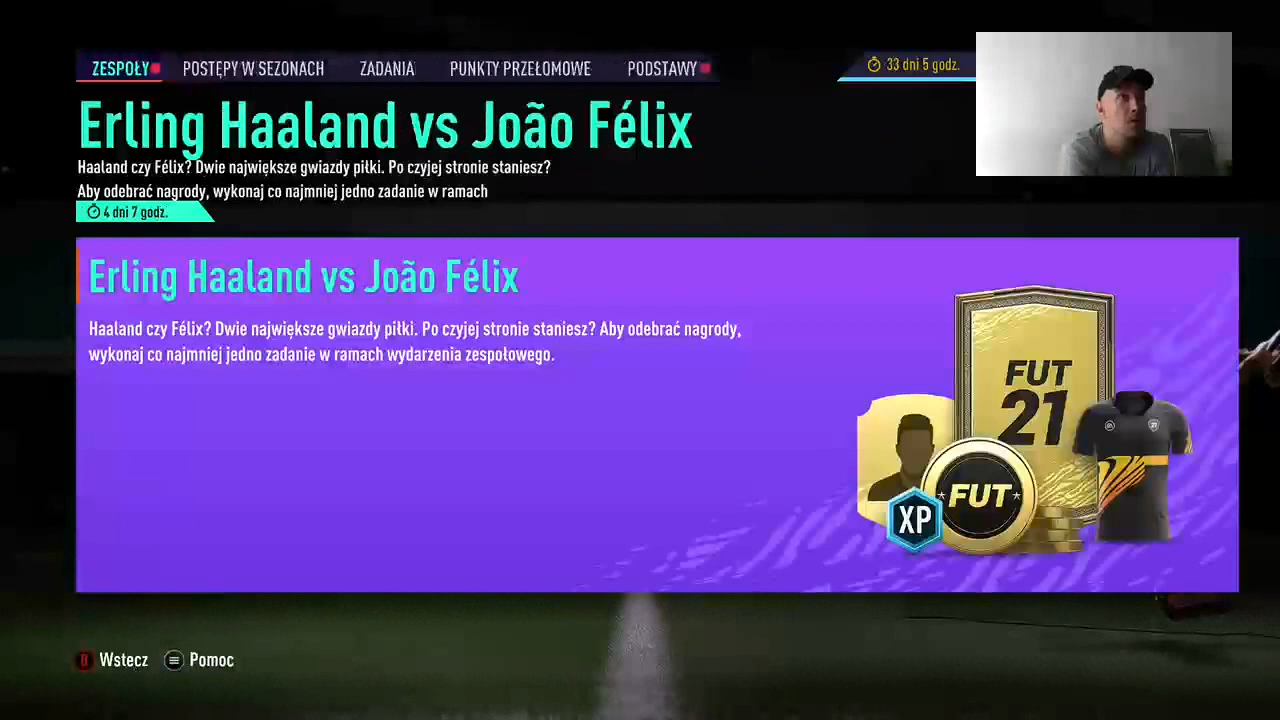 ZESPOŁY POSTĘPY W SEZONACH ZADANIA PUNKTY PRZEŁOMOWE PODSTAWY
33 dni 5 godz.
Erling Haaland vs João Félix
Haaland czy Félix? Dwie największe gwiazdy piłki. Po czyjej stronie staniesz?
Aby odebrać nagrody, wykonaj co najmniej jedno zadanie w ramach
4 dni 7 godz.
Erling Haaland vs João Félix
Haaland czy Félix? Dwie największe gwiazdy piłki. Po czyjej stronie staniesz? Aby odebrać nagrody,
wykonaj co najmniej jedno zadanie w ramach wydarzenia zespołowego.
FUT
21
FUT
XP
Wstecz Pomoc